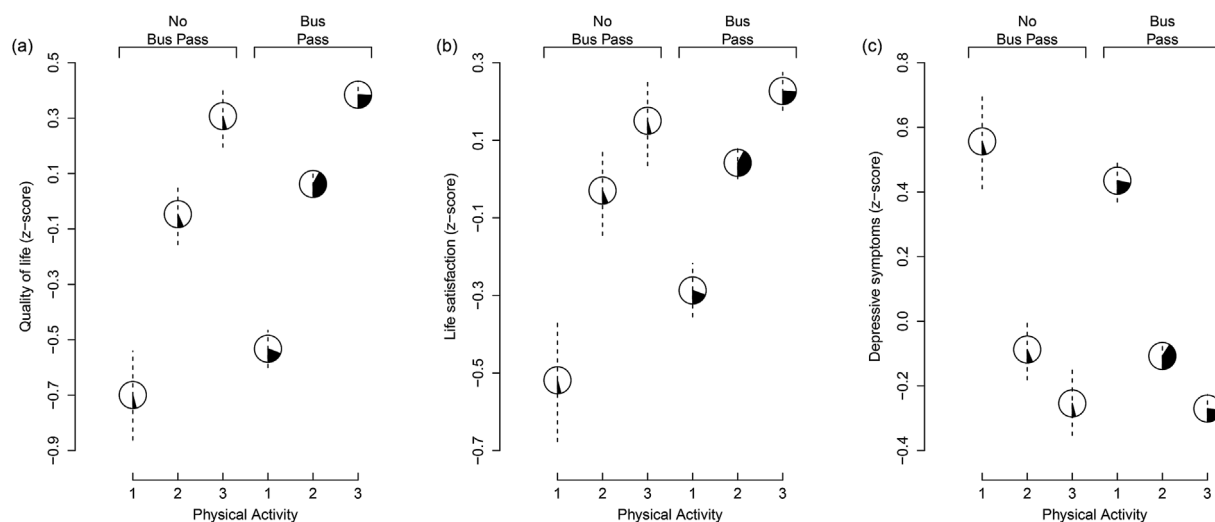 (a)
No
Bus Pass
Bus
Pass
Quality of life (z−score)
0.5
0.3
0.1
−0.1
−0.3
−0.5
−0.7
−0.9
1 2 3 1 2 3
Physical Activity
(b)
No
Bus Pass
Bus
Pass
Life satisfaction (z−score)
0.3
0.1
−0.1
−0.3
−0.5
−0.7
1 2 3 1 2 3
Physical Activity
(c)
No
Bus Pass
Bus
Pass
Depressive symptoms (z−score)
0.8
0.6
0.4
0.2
0.0
−0.2
−0.4
1 2 3 1 2 3
Physical Activity